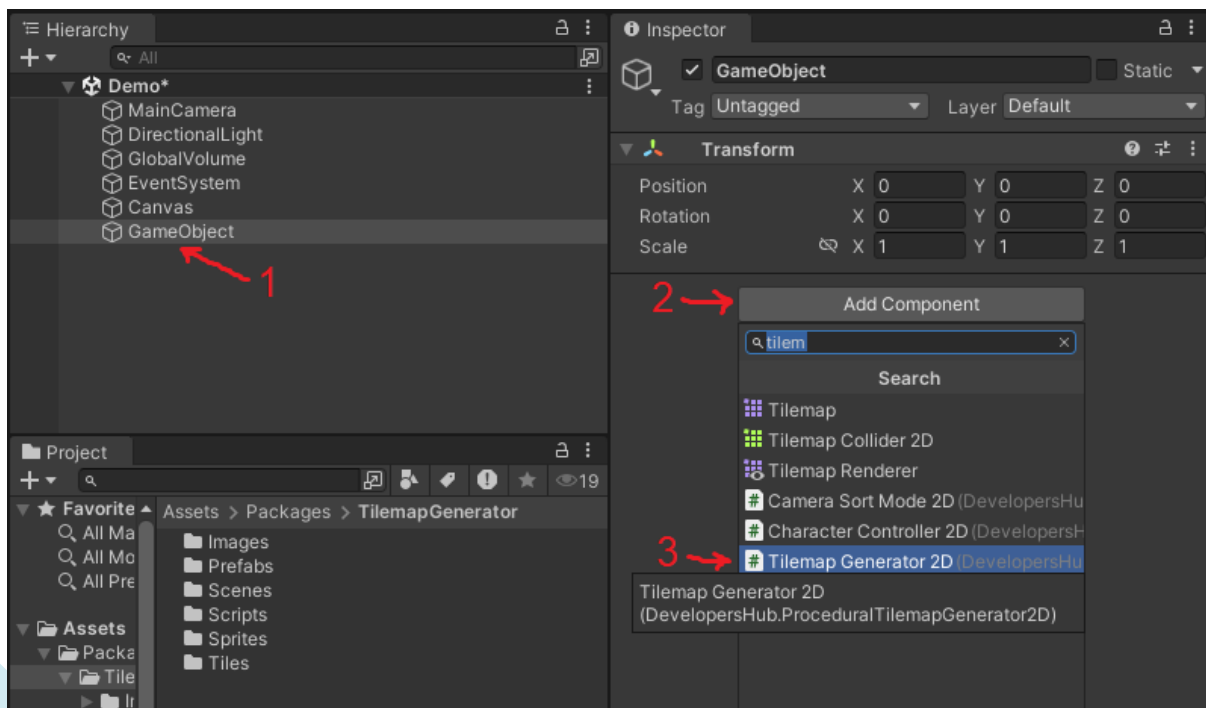 Hierarchy
All
Demo*
MainCamera
DirectionalLight
GlobalVolume
EventSystem
Canvas
GameObject
1
Project
19
Favorite
All Ma
All Mo
All Pre
Assets
Packa
Tile
Assets > Packages > TilemapGenerator
Images
Prefabs
Scenes
Scripts
Sprites
Tiles
Inspector
GameObject
Static
Tag Untagged Layer Default
Transform
Position X 0 Y 0 Z 0
Rotation X 0 Y 0 Z 0
Scale X 1 Y 1 Z 1
2
Add Component
tilem
Search
Tilemap
Tilemap Collider 2D
Tilemap Renderer
Camera Sort Mode 2D (DevelopersHu
Character Controller 2D (DevelopersH
3
Tilemap Generator 2D (DevelopersHu
Tilemap Generator 2D
(DevelopersHub.ProceduralTilemapGenerator2D)